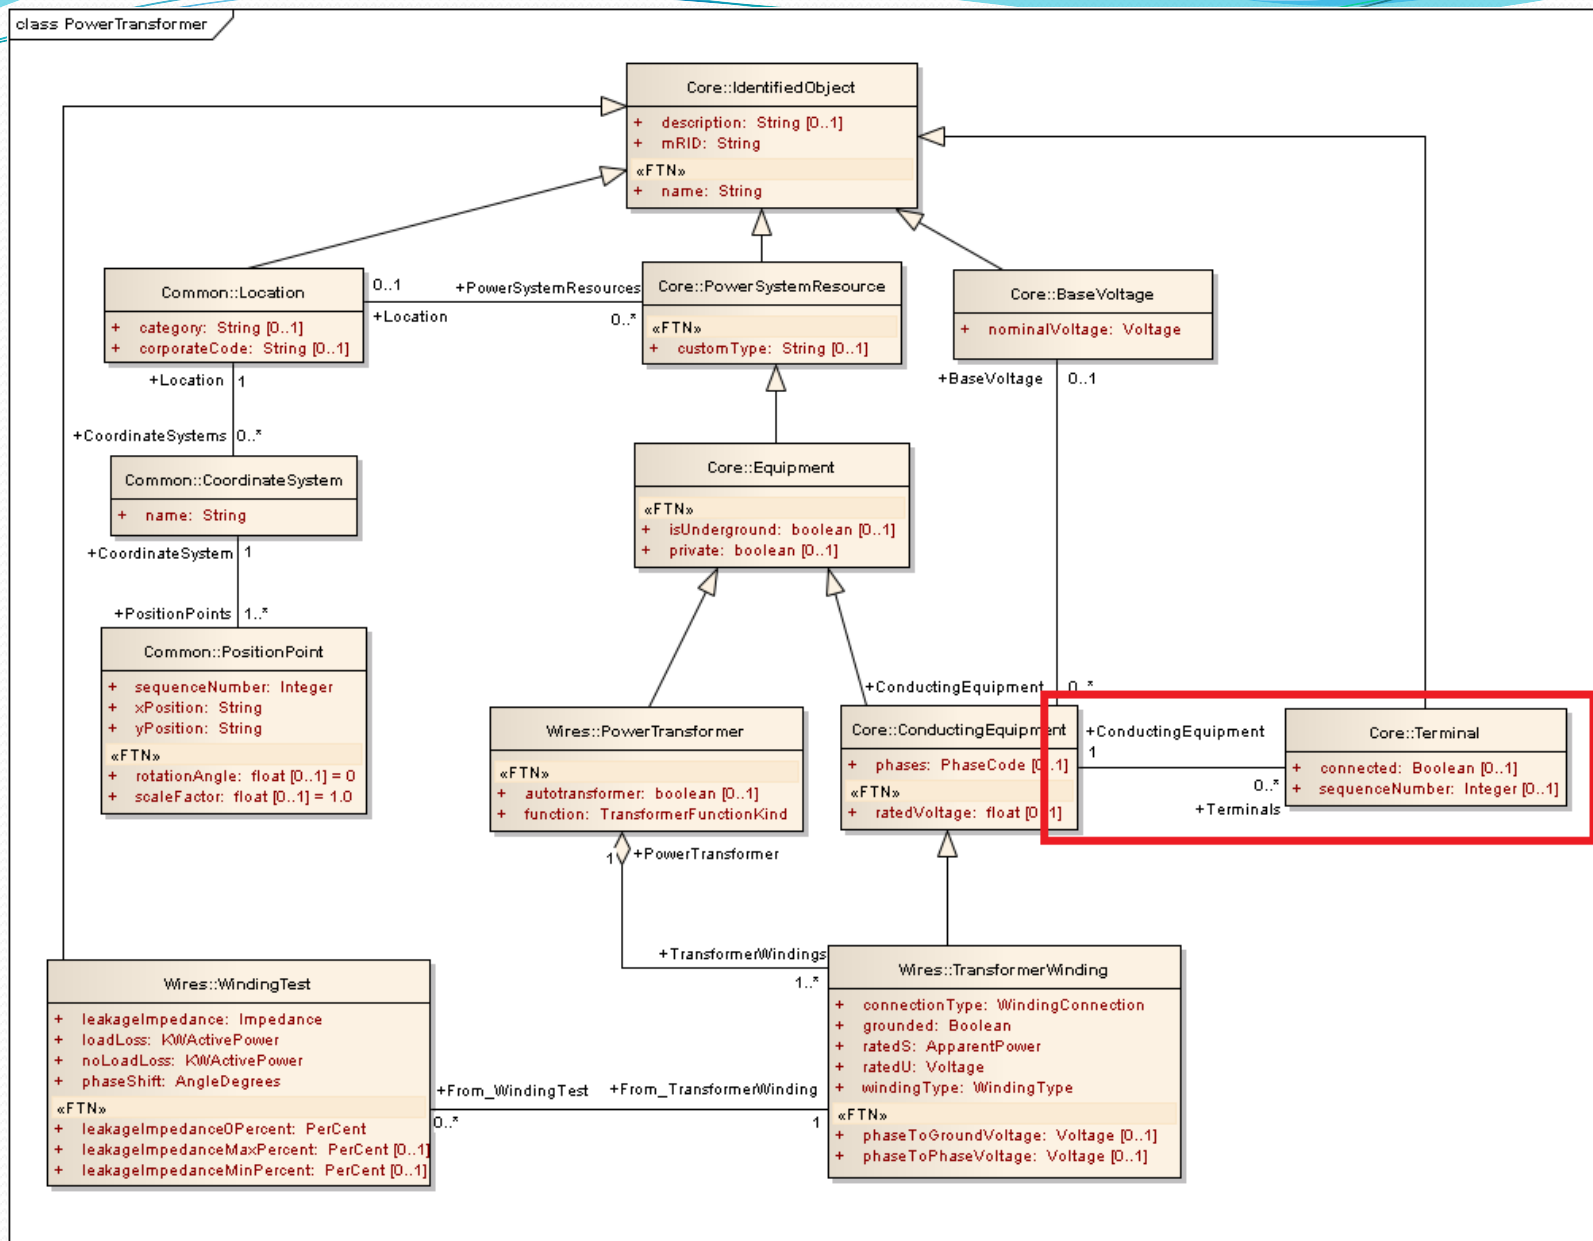 class PowerTransformer
Core::IdentifiedObject
+ description: String [0..1]
+ mRID: String
«FTN»
+ name: String
Common::Location
+ category: String [0..1]
+ corporateCode: String [0..1]
0..1
+Location
+PowerSystemResources
0..*
Core::PowerSystemResource
«FTN»
+ customType: String [0..1]
Core::BaseVoltage
+ nominalVoltage: Voltage
+Location 1
+CoordinateSystems 0..*
+BaseVoltage 0..1
Common::CoordinateSystem
+ name: String
+CoordinateSystem 1
+PositionPoints 1..*
Core::Equipment
«FTN»
+ isUnderground: boolean [0..1]
+ private: boolean [0..1]
Common::PositionPoint
+ sequenceNumber: Integer
+ xPosition: String
+ yPosition: String
«FTN»
+ rotationAngle: float [0..1] = 0
+ scaleFactor: float [0..1] = 1.0
+ConductingEquipment 0..*
Wires::PowerTransformer
«FTN»
+ autotransformer: boolean [0..1]
+ function: TransformerFunctionKind
Core::ConductingEquipment
+ phases: PhaseCode [0..1]
«FTN»
+ ratedVoltage: float [0..1]
+ConductingEquipment
1
0..*
+Terminals
Core::Terminal
+ connected: Boolean [0..1]
+ sequenceNumber: Integer [0..1]
1 +PowerTransformer
+TransformerWindings
1..*
Wires::WindingTest
+ leakageImpedance: Impedance
+ loadLoss: KWActivePower
+ noLoadLoss: KWActivePower
+ phaseShift: AngleDegrees
«FTN»
+ leakageImpedance0Percent: PerCent
+ leakageImpedanceMaxPercent: PerCent [0..1]
+ leakageImpedanceMinPercent: PerCent [0..1]
+From_WindingTest
0..*
+From_TransformerWinding
1
Wires::TransformerWinding
+ connectionType: WindingConnection
+ grounded: Boolean
+ ratedS: ApparentPower
+ ratedU: Voltage
+ windingType: WindingType
«FTN»
+ phaseToGroundVoltage: Voltage [0..1]
+ phaseToPhaseVoltage: Voltage [0..1]